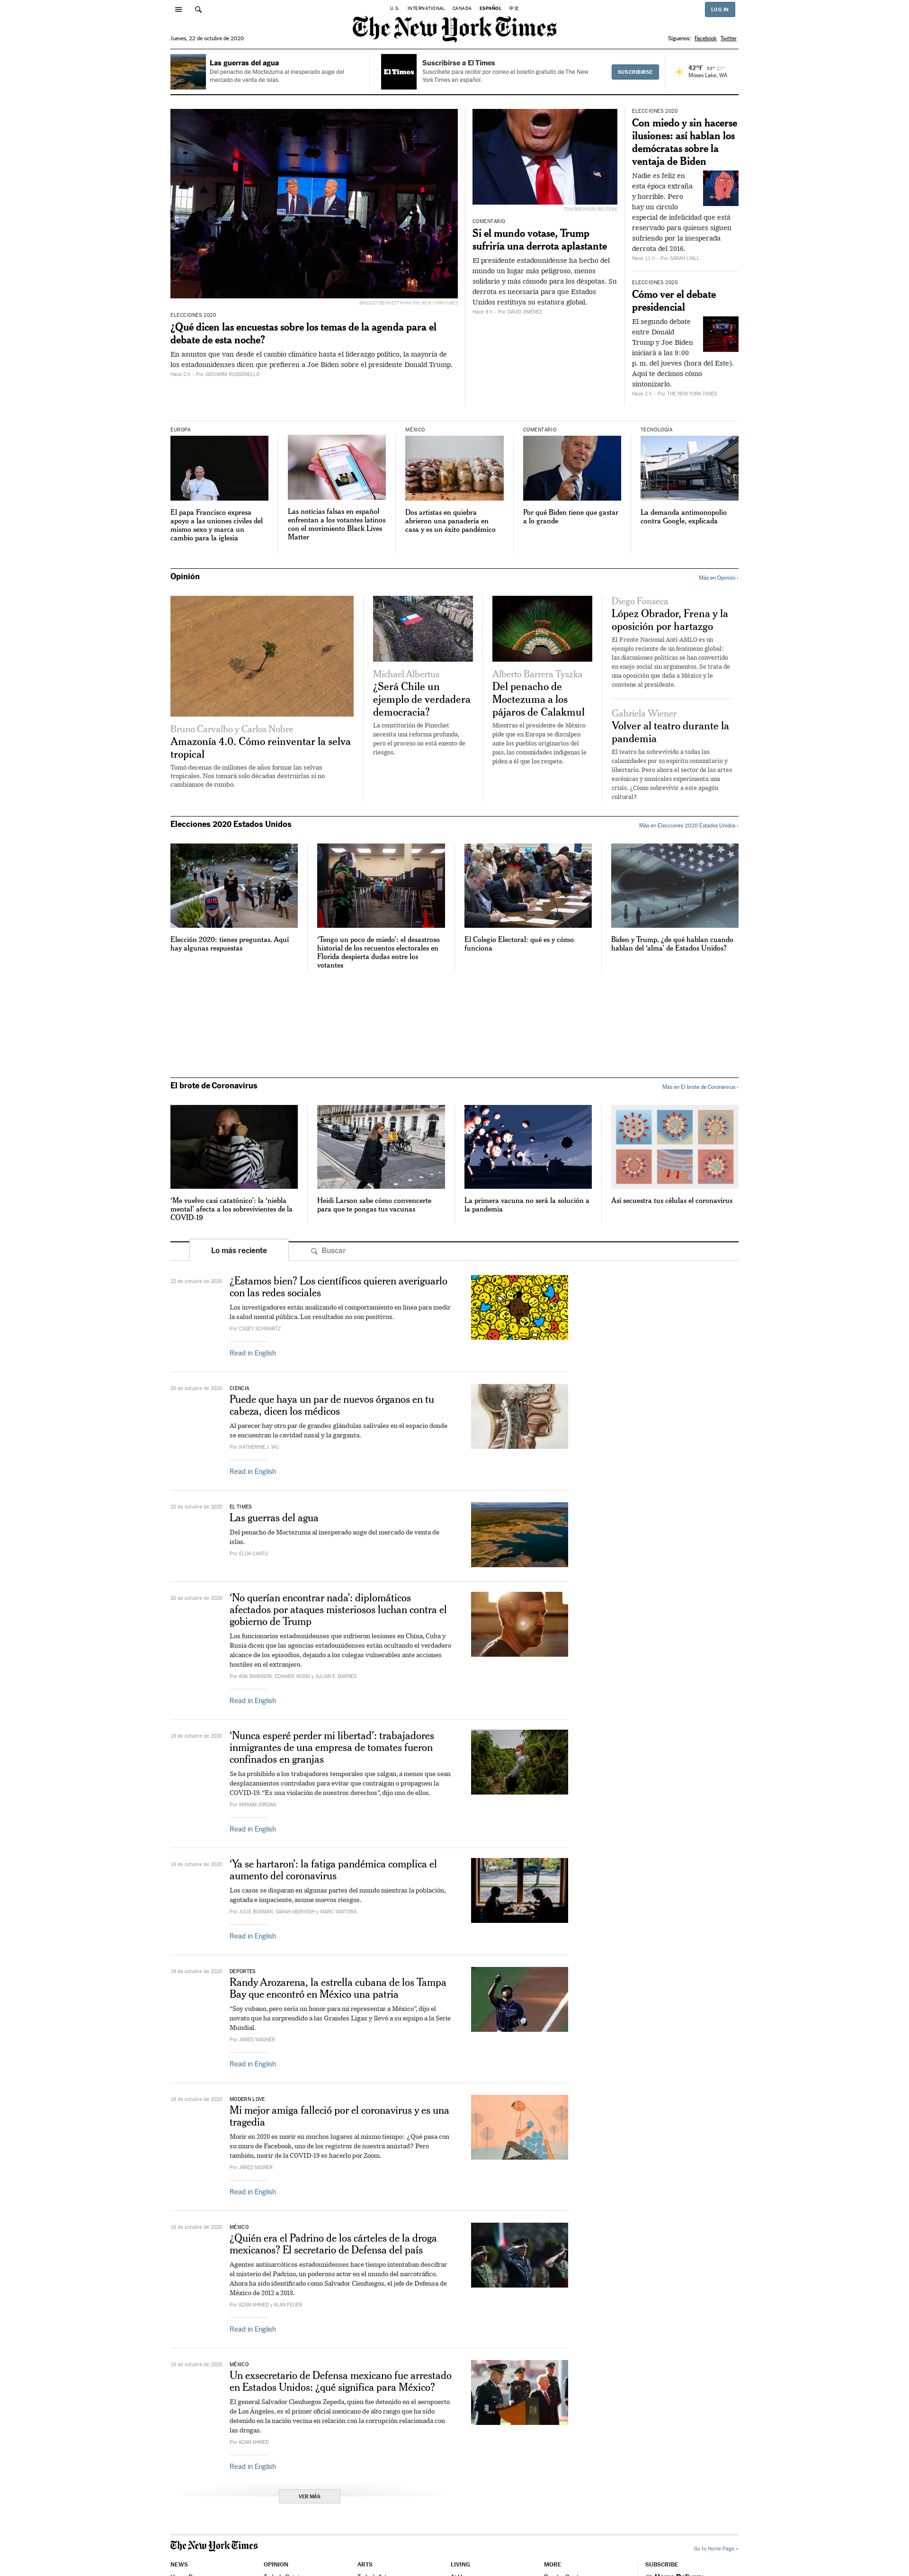 U.S. INTERNATIONAL CANADA ESPAÑOL 中文
LOG IN
The New York Times
Jueves, 22 de octubre de 2020
Síguenos: Facebook Twitter
Las guerras del agua
Del penacho de Moctezuma al inesperado auge del
mercado de venta de islas.
El Times
Suscribirse a El Times
Suscríbete para recibir por correo el boletín gratuito de The New
York Times en español.
SUSCRIBIRSE
42°F 53° 27°
Moses Lake, WA
BRIDGET BENNETT PARA THE NEW YORK TIMES
ELECCIONES 2020
¿Qué dicen las encuestas sobre los temas de la agenda para el
debate de esta noche?
En asuntos que van desde el cambio climático hasta el liderazgo político, la mayoría de
los estadounidenses dicen que prefieren a Joe Biden sobre el presidente Donald Trump.
Hace 2 h – Por GIOVANNI RUSSONELLO
TOM BRENNER/REUTERS
COMENTARIO
Si el mundo votase, Trump
sufriría una derrota aplastante
El presidente estadounidense ha hecho del
mundo un lugar más peligroso, menos
solidario y más cómodo para los déspotas. Su
derrota es necesaria para que Estados
Unidos restituya su estatura global.
Hace 9 h – Por DAVID JIMÉNEZ
ELECCIONES 2020
Con miedo y sin hacerse
ilusiones: así hablan los
demócratas sobre la
ventaja de Biden
Nadie es feliz en
esta época extraña
y horrible. Pero
hay un círculo
especial de infelicidad que está
reservado para quienes siguen
sufriendo por la inesperada
derrota del 2016.
Hace 11 h – Por SARAH LYALL
ELECCIONES 2020
Cómo ver el debate
presidencial
El segundo debate
entre Donald
Trump y Joe Biden
iniciará a las 9:00
p. m. del jueves (hora del Este).
Aquí te decimos cómo
sintonizarlo.
Hace 2 h – Por THE NEW YORK TIMES
EUROPA
El papa Francisco expresa
apoyo a las uniones civiles del
mismo sexo y marca un
cambio para la iglesia
Las noticias falsas en español
enfrentan a los votantes latinos
con el movimiento Black Lives
Matter
MÉXICO
Dos artistas en quiebra
abrieron una panadería en
casa y es un éxito pandémico
COMENTARIO
Por qué Biden tiene que gastar
a lo grande
TECNOLOGÍA
La demanda antimonopolio
contra Google, explicada
Opinión
Más en Opinión ›
Bruno Carvalho y Carlos Nobre
Amazonía 4.0. Cómo reinventar la selva
tropical
Tomó decenas de millones de años formar las selvas
tropicales. Nos tomará solo décadas destruirlas si no
cambiamos de rumbo.
Michael Albertus
¿Será Chile un
ejemplo de verdadera
democracia?
La constitución de Pinochet
necesita una reforma profunda,
pero el proceso no está exento de
riesgos.
Alberto Barrera Tyszka
Del penacho de
Moctezuma a los
pájaros de Calakmul
Mientras el presidente de México
pide que en Europa se disculpen
ante los pueblos originarios del
país, las comunidades indígenas le
piden a él que los respete.
Diego Fonseca
López Obrador, Frena y la
oposición por hartazgo
El Frente Nacional Anti-AMLO es un
ejemplo reciente de un fenómeno global:
las discusiones políticas se han convertido
en enojo social sin argumentos. Se trata de
una oposición que daña a México y le
conviene al presidente.
Gabriela Wiener
Volver al teatro durante la
pandemia
El teatro ha sobrevivido a todas las
calamidades por su espíritu comunitario y
libertario. Pero ahora el sector de las artes
escénicas y musicales experimenta una
crisis. ¿Cómo sobrevivir a este apagón
cultural?
Elecciones 2020 Estados Unidos
Más en Elecciones 2020 Estados Unidos ›
Elección 2020: tienes preguntas. Aquí
hay algunas respuestas
‘Tengo un poco de miedo’: el desastroso
historial de los recuentos electorales en
Florida despierta dudas entre los
votantes
El Colegio Electoral: qué es y cómo
funciona
Biden y Trump, ¿de qué hablan cuando
hablan del ‘alma’ de Estados Unidos?
El brote de Coronavirus
Más en El brote de Coronavirus ›
‘Me vuelvo casi catatónico’: la ‘niebla
mental’ afecta a los sobrevivientes de la
COVID-19
Heidi Larson sabe cómo convencerte
para que te pongas tus vacunas
La primera vacuna no será la solución a
la pandemia
Así secuestra tus células el coronavirus
Lo más reciente
Buscar
22 de octubre de 2020
¿Estamos bien? Los científicos quieren averiguarlo
con las redes sociales
Los investigadores están analizando el comportamiento en línea para medir
la salud mental pública. Los resultados no son positivos.
Por CASEY SCHWARTZ
Read in English
20 de octubre de 2020
CIENCIA
Puede que haya un par de nuevos órganos en tu
cabeza, dicen los médicos
Al parecer hay otro par de grandes glándulas salivales en el espacio donde
se encuentran la cavidad nasal y la garganta.
Por KATHERINE J. WU
Read in English
20 de octubre de 2020
EL TIMES
Las guerras del agua
Del penacho de Moctezuma al inesperado auge del mercado de venta de
islas.
Por ELDA CANTÚ
20 de octubre de 2020
‘No querían encontrar nada’: diplomáticos
afectados por ataques misteriosos luchan contra el
gobierno de Trump
Los funcionarios estadounidenses que sufrieron lesiones en China, Cuba y
Rusia dicen que las agencias estadounidenses están ocultando el verdadero
alcance de los episodios, dejando a los colegas vulnerables ante acciones
hostiles en el extranjero.
Por ANA SWANSON, EDWARD WONG y JULIAN E. BARNES
Read in English
19 de octubre de 2020
‘Nunca esperé perder mi libertad’: trabajadores
inmigrantes de una empresa de tomates fueron
confinados en granjas
Se ha prohibido a los trabajadores temporales que salgan, a menos que sean
desplazamientos controlados para evitar que contraigan o propaguen la
COVID-19. “Es una violación de nuestros derechos”, dijo uno de ellos.
Por MIRIAM JORDAN
Read in English
19 de octubre de 2020
‘Ya se hartaron’: la fatiga pandémica complica el
aumento del coronavirus
Los casos se disparan en algunas partes del mundo mientras la población,
agotada e impaciente, asume nuevos riesgos.
Por JULIE BOSMAN, SARAH MERVOSH y MARC SANTORA
Read in English
19 de octubre de 2020
DEPORTES
Randy Arozarena, la estrella cubana de los Tampa
Bay que encontró en México una patria
“Soy cubano, pero sería un honor para mí representar a México”, dijo el
novato que ha sorprendido a las Grandes Ligas y llevó a su equipo a la Serie
Mundial.
Por JAMES WAGNER
Read in English
18 de octubre de 2020
MODERN LOVE
Mi mejor amiga falleció por el coronavirus y es una
tragedia
Morir en 2020 es morir en muchos lugares al mismo tiempo: ¿Qué pasa con
su muro de Facebook, uno de los registros de nuestra amistad? Pero
también, morir de la COVID-19 es hacerlo por Zoom.
Por JARED MISNER
Read in English
16 de octubre de 2020
MÉXICO
¿Quién era el Padrino de los cárteles de la droga
mexicanos? El secretario de Defensa del país
Agentes antinarcóticos estadounidenses hace tiempo intentaban descifrar
el misterio del Padrino, un poderoso actor en el mundo del narcotráfico.
Ahora ha sido identificado como Salvador Cienfuegos, el jefe de Defensa de
México de 2012 a 2018.
Por AZAM AHMED y ALAN FEUER
Read in English
16 de octubre de 2020
MÉXICO
Un exsecretario de Defensa mexicano fue arrestado
en Estados Unidos: ¿qué significa para México?
El general Salvador Cienfuegos Zepeda, quien fue detenido en el aeropuerto
de Los Ángeles, es el primer oficial mexicano de alto rango que ha sido
detenido en la nación vecina en relación con la corrupción relacionada con
las drogas.
Por AZAM AHMED
Read in English
VER MÁS
The New York Times
Go to Home Page »
NEWS OPINION ARTS LIVING MORE SUBSCRIBE